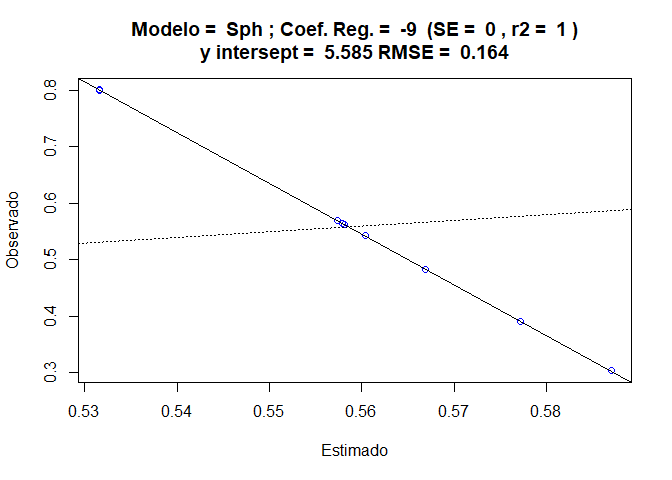 Modelo = Sph ; Coef. Reg. = -9 (SE = 0 , r2 = 1 )
y intersept = 5.585 RMSE = 0.164
Observado
0.8
0.7
0.6
0.5
0.4
0.3
0.53 0.54 0.55 0.56 0.57 0.58
Estimado